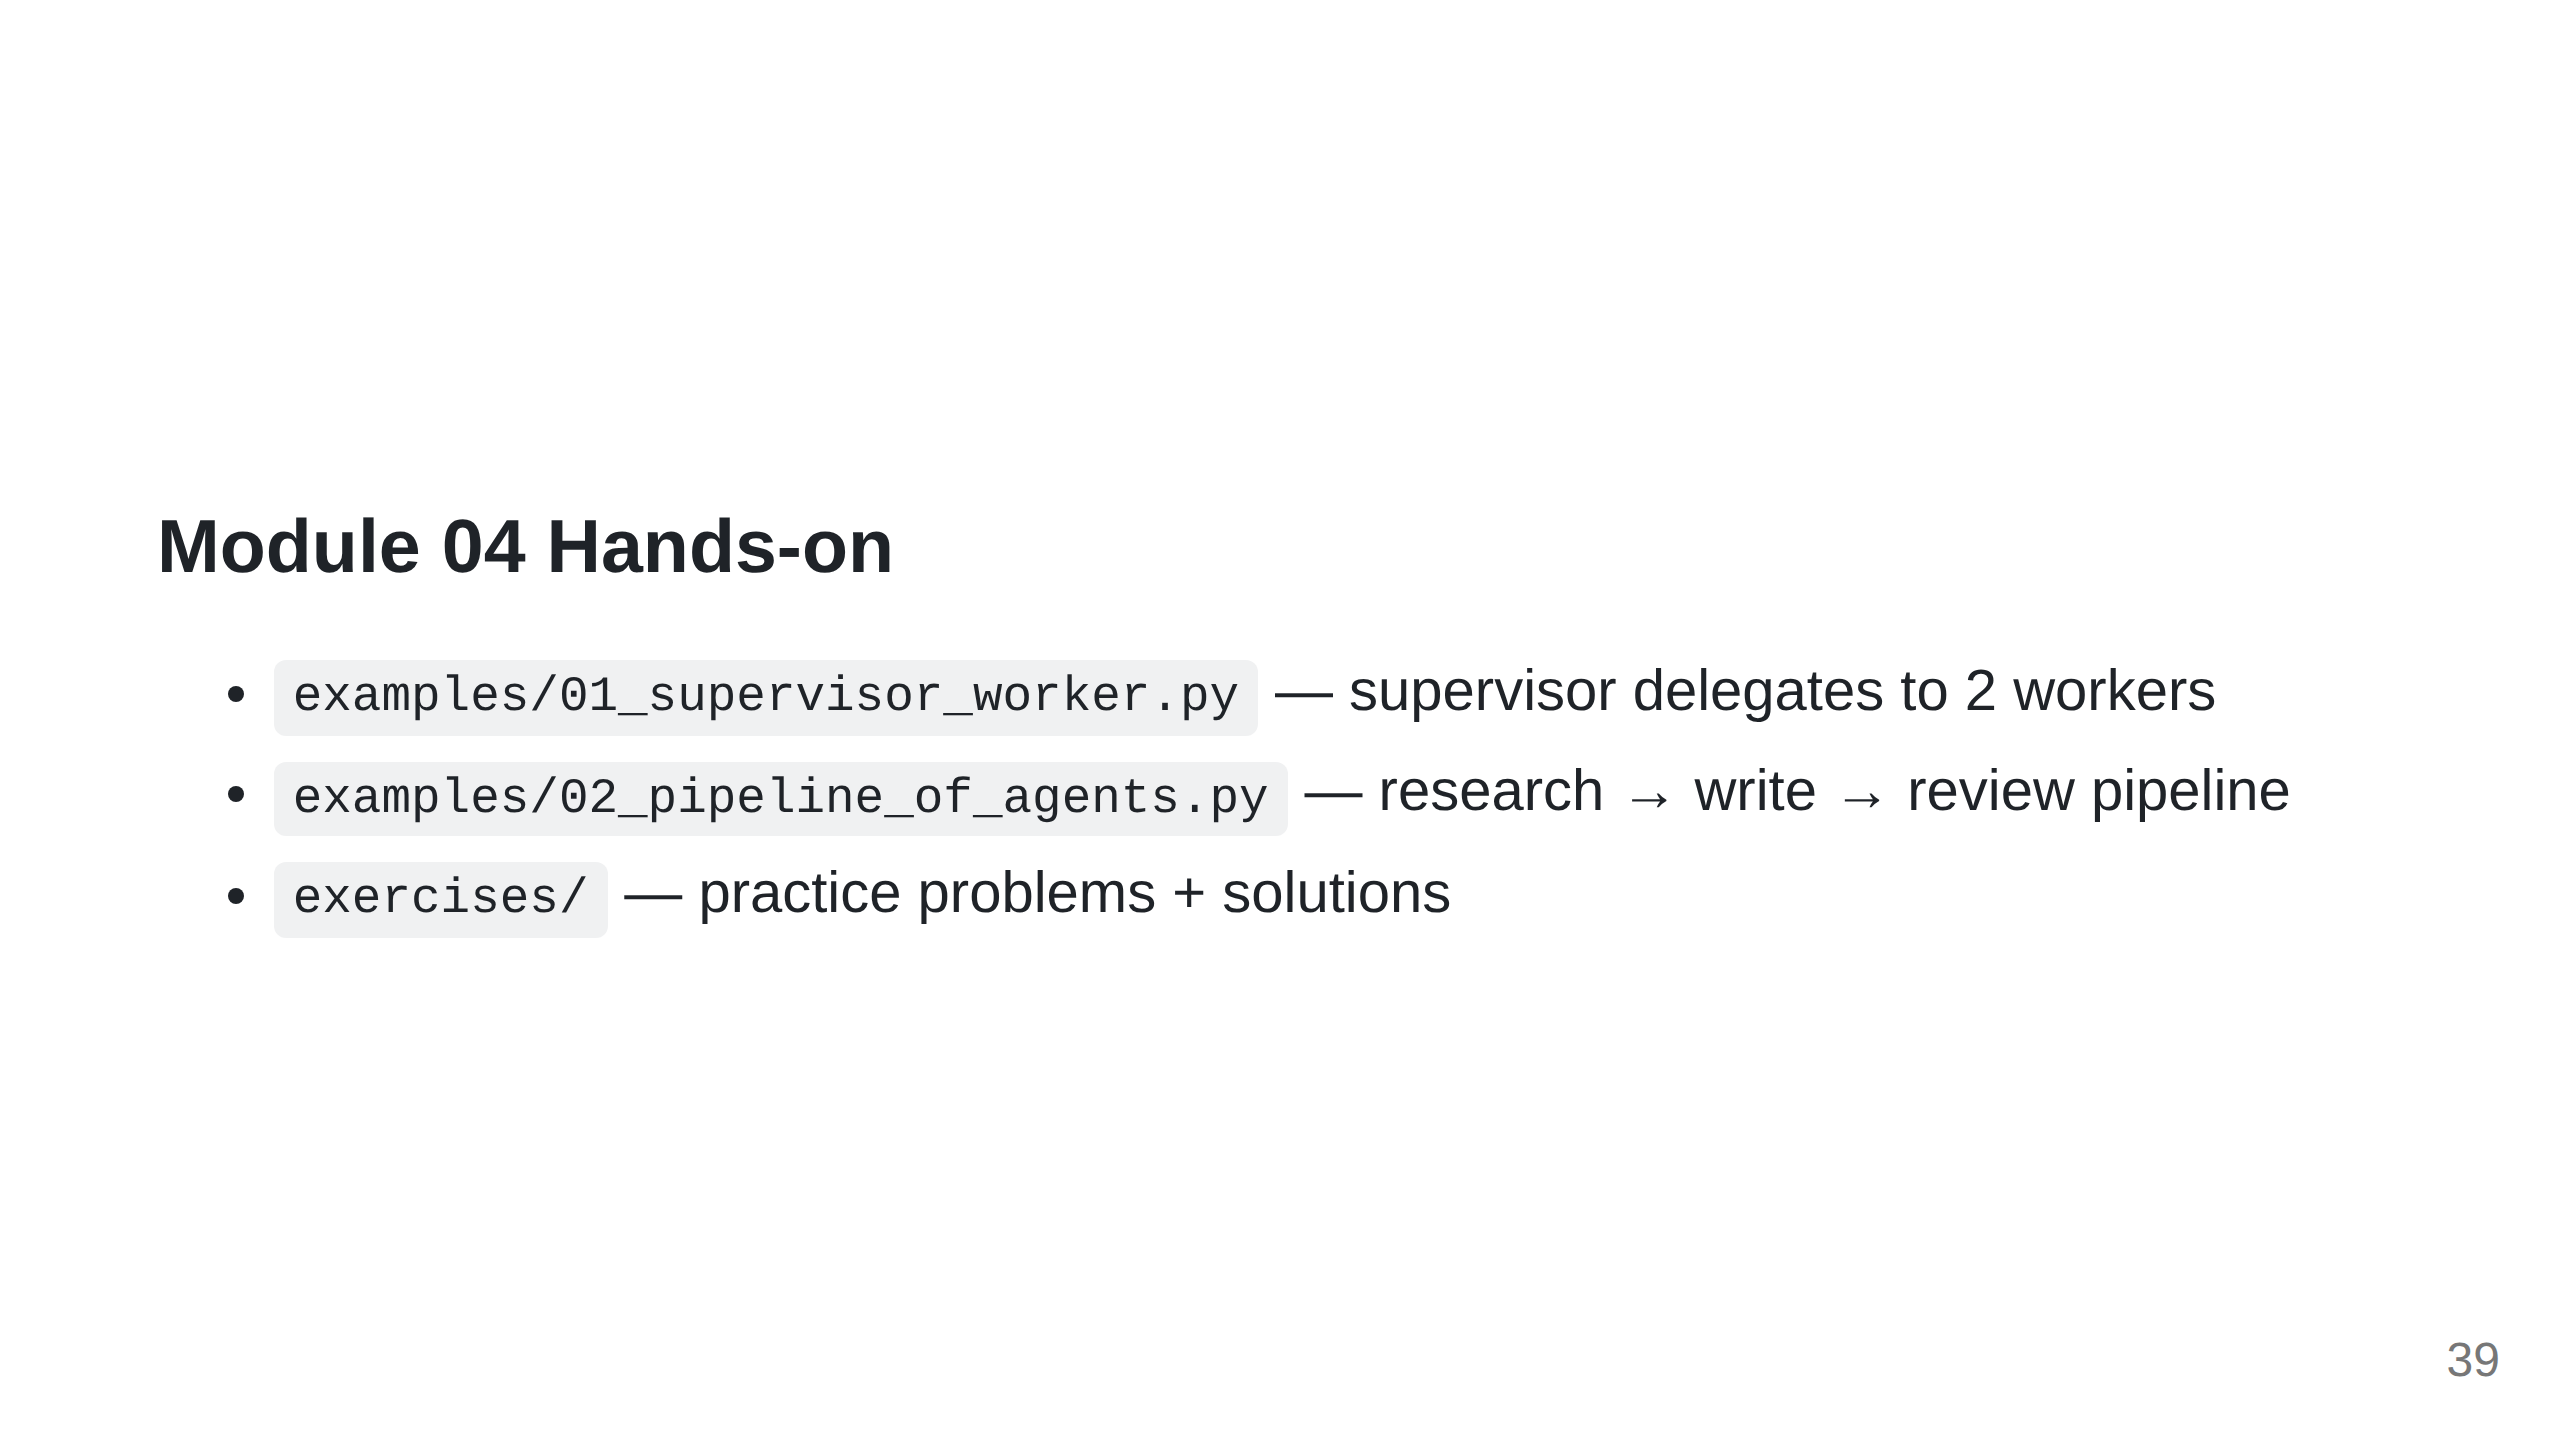 Module 04 Hands-on
• examples/01_supervisor_worker.py — supervisor delegates to 2 workers
• examples/02_pipeline_of_agents.py — research → write → review pipeline
• exercises/ — practice problems + solutions
39